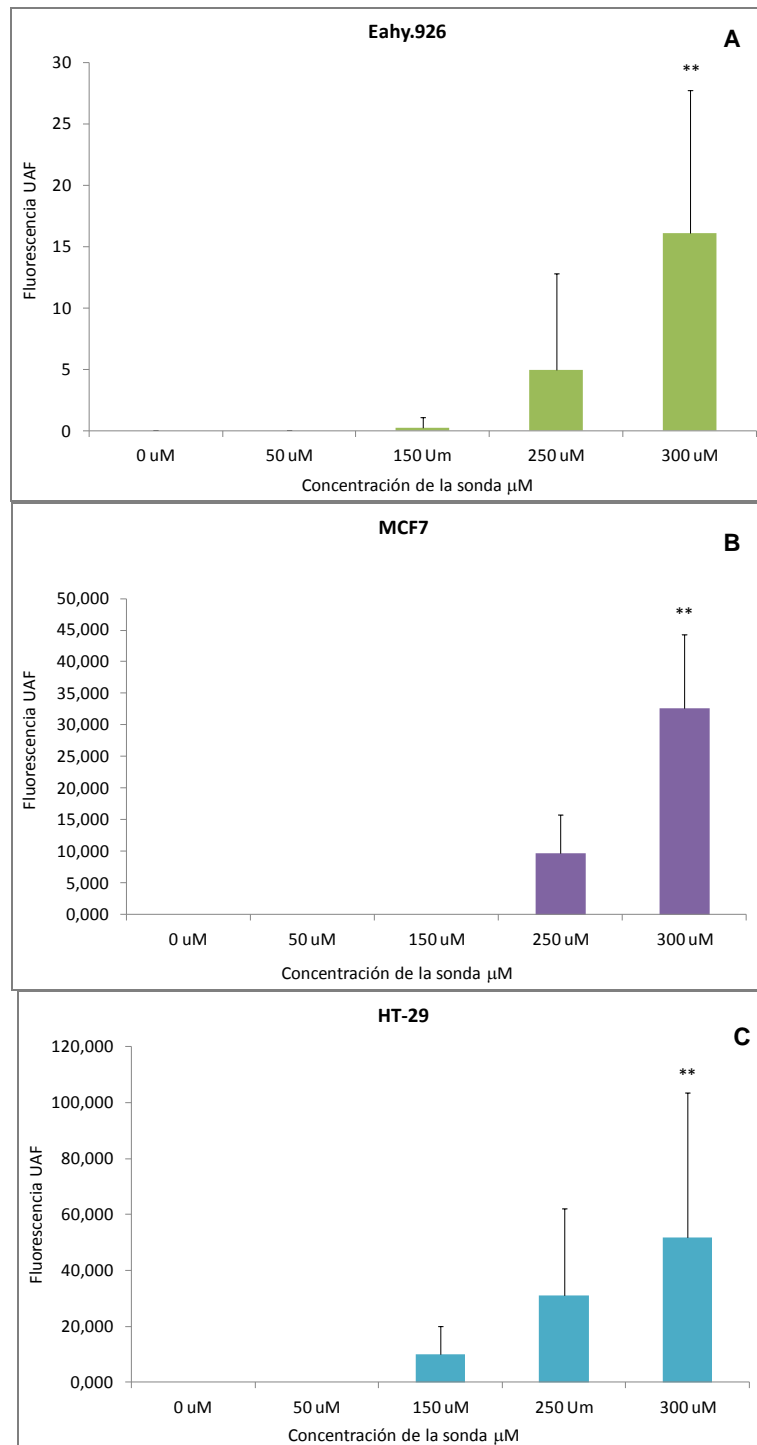 Eahy.926
A
**
30
25
20
15
10
5
0
Fluorescencia UAF
0 uM 50 uM 150 Um 250 uM 300 uM
Concentración de la sonda µM
MCF7
B
**
50,000
45,000
40,000
35,000
30,000
25,000
20,000
15,000
10,000
5,000
0,000
Fluorescencia UAF
0 uM 50 uM 150 uM 250 uM 300 uM
Concentración de la sonda µM
HT-29
C
**
120,000
100,000
80,000
60,000
40,000
20,000
0,000
Fluorescencia UAF
0 uM 50 uM 150 uM 250 Um 300 uM
Concentración de la sonda µM